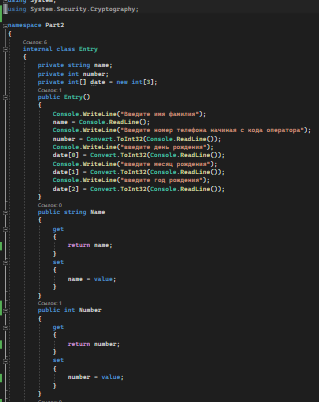 using System;
using System.Security.Cryptography;
namespace Part2
{
Ссылок: 6
internal class Entry
{
private string name;
private int number;
private int[] date = new int[3];
Ссылок: 1
public Entry()
{
Console.WriteLine("Введите имя фамилия");
name = Console.ReadLine();
Console.WriteLine("Введите номер телефона начиная с кода оператора");
number = Convert.ToInt32(Console.ReadLine());
Console.WriteLine("введите день рождения");
date[0] = Convert.ToInt32(Console.ReadLine());
Console.WriteLine("введите месяц рождения");
date[1] = Convert.ToInt32(Console.ReadLine());
Console.WriteLine("введите год рождения");
date[2] = Convert.ToInt32(Console.ReadLine());
}
Ссылок: 0
public string Name
{
get
{
return name;
}
set
{
name = value;
}
}
Ссылок: 1
public int Number
{
get
{
return number;
}
set
{
number = value;
}
}